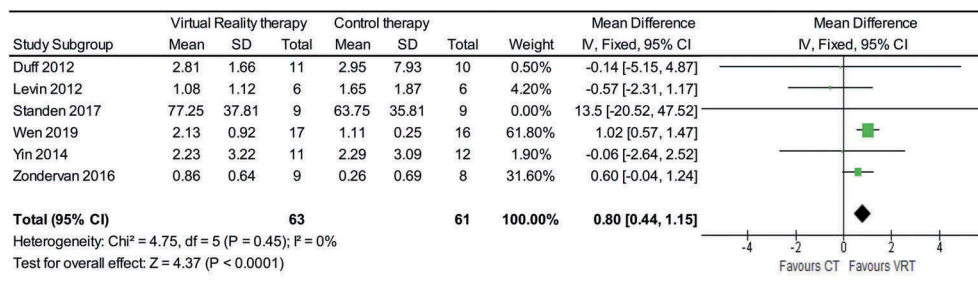 Virtual Reality therapy Control therapy Mean Difference Mean Difference
Study Subgroup Mean SD Total Mean SD Total Weight IV, Fixed, 95% CI IV, Fixed, 95% CI
Duff 2012 2.81 1.66 11 2.95 7.93 10 0.50% -0.14 [-5.15, 4.87]
Levin 2012 1.08 1.12 6 1.65 1.87 6 4.20% -0.57 [-2.31, 1.17]
Standen 2017 77.25 37.81 9 63.75 35.81 9 0.00% 13.5 [-20.52, 47.52]
Wen 2019 2.13 0.92 17 1.11 0.25 16 61.80% 1.02 [0.57, 1.47]
Yin 2014 2.23 3.22 11 2.29 3.09 12 1.90% -0.06 [-2.64, 2.52]
Zondervan 2016 0.86 0.64 9 0.26 0.69 8 31.60% 0.60 [-0.04, 1.24]
Total (95% CI) 63 61 100.00% 0.80 [0.44, 1.15]
Heterogeneity: Chi² = 4.75, df = 5 (P = 0.45); I² = 0%
-4 -2 0 2 4
Test for overall effect: Z = 4.37 (P < 0.0001)
Favours CT Favours VRT